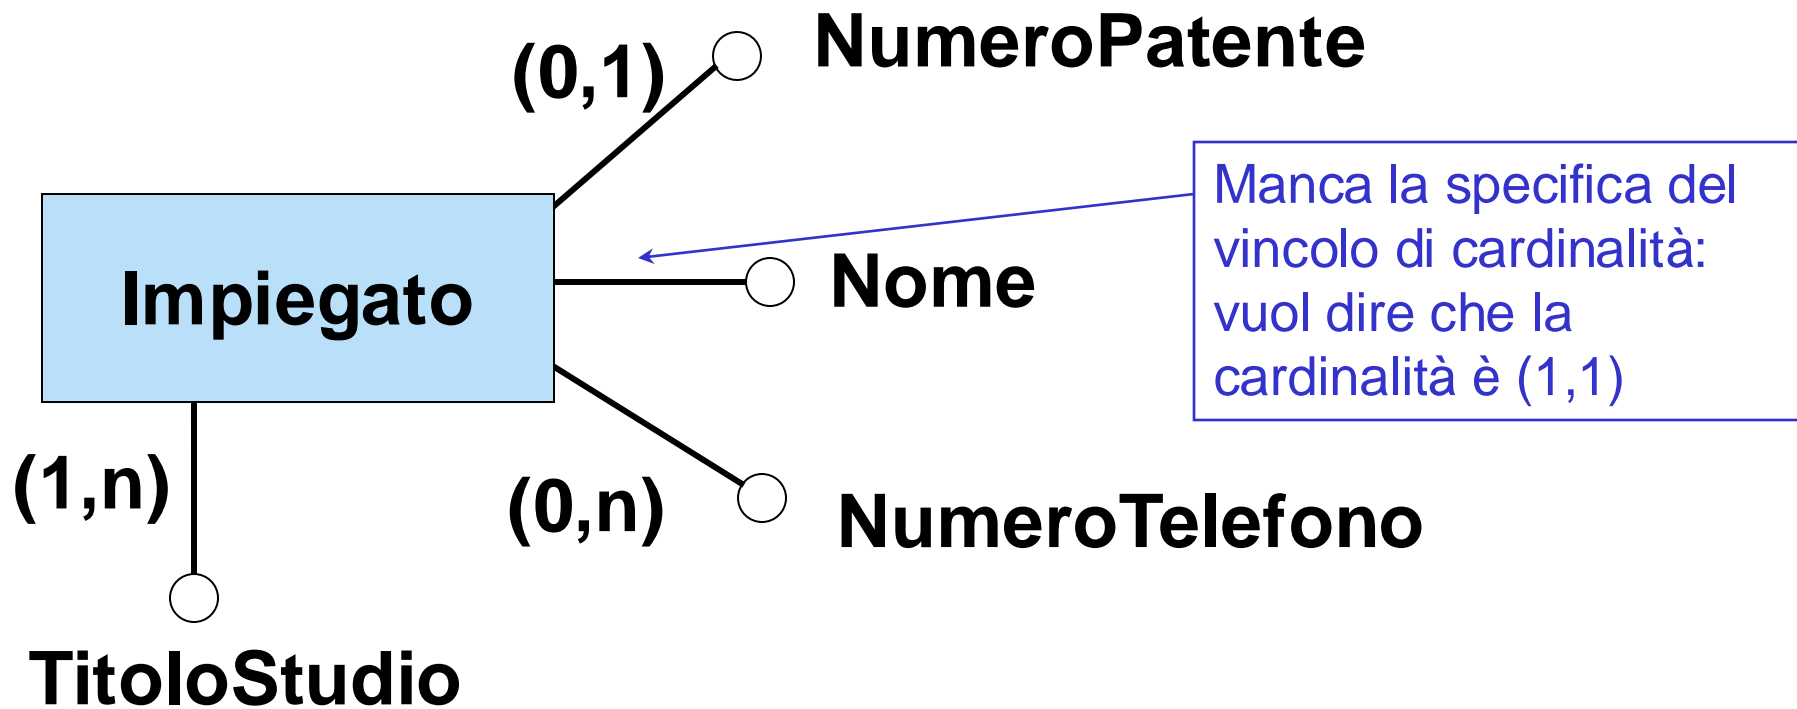 NumeroPatente
(0,1)
Manca la specifica del
vincolo di cardinalità:
vuol dire che la
cardinalità è (1,1)
Impiegato
Nome
(1,n)
(0,n)
NumeroTelefono
TitoloStudio